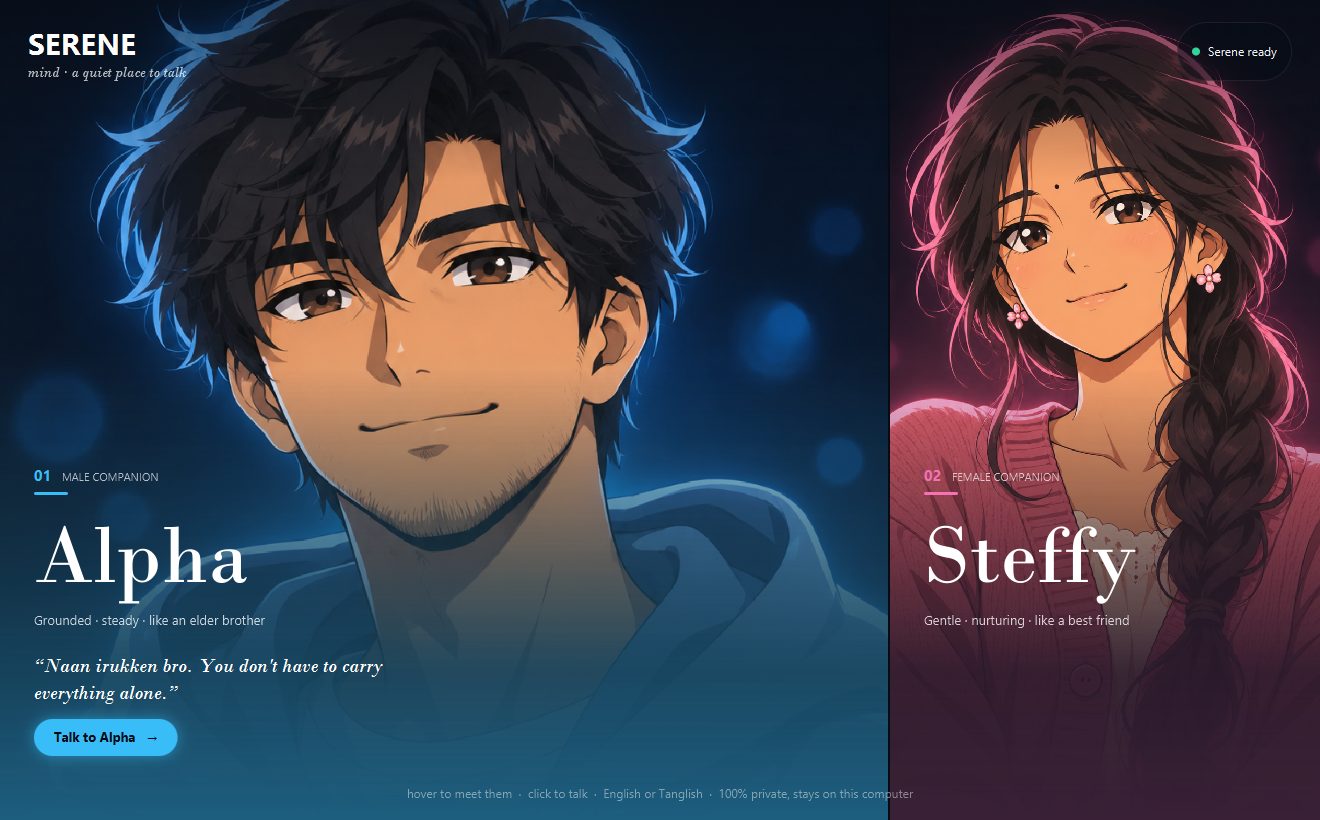 SERENE
mind · a quiet place to talk
Serene ready
01 MALE COMPANION
Alpha
Grounded · steady · like an elder brother
“Naan irukken bro. You don't have to carry
everything alone.”
Talk to Alpha →
02 FEMALE COMPANION
Steffy
Gentle · nurturing · like a best friend
hover to meet them · click to talk · English or Tanglish · 100% private, stays on this computer